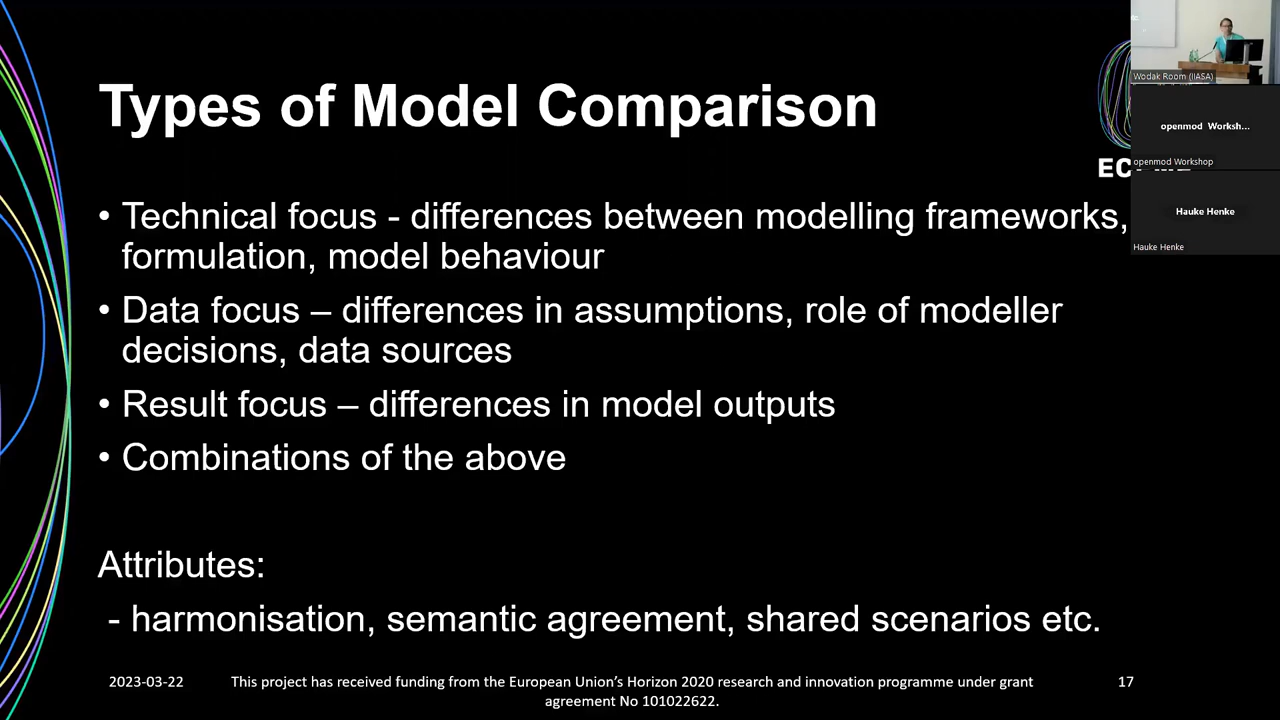 Types of Model Comparison
• Technical focus - differences between modelling frameworks,
formulation, model behaviour
• Data focus – differences in assumptions, role of modeller
decisions, data sources
• Result focus – differences in model outputs
• Combinations of the above
Attributes:
- harmonisation, semantic agreement, shared scenarios etc.
2023-03-22
This project has received funding from the European Union’s Horizon 2020 research and innovation programme under grant
agreement No 101022622.
17
Wodak Room (IIASA)
openmod Worksh...
openmod Workshop
Hauke Henke
Hauke Henke